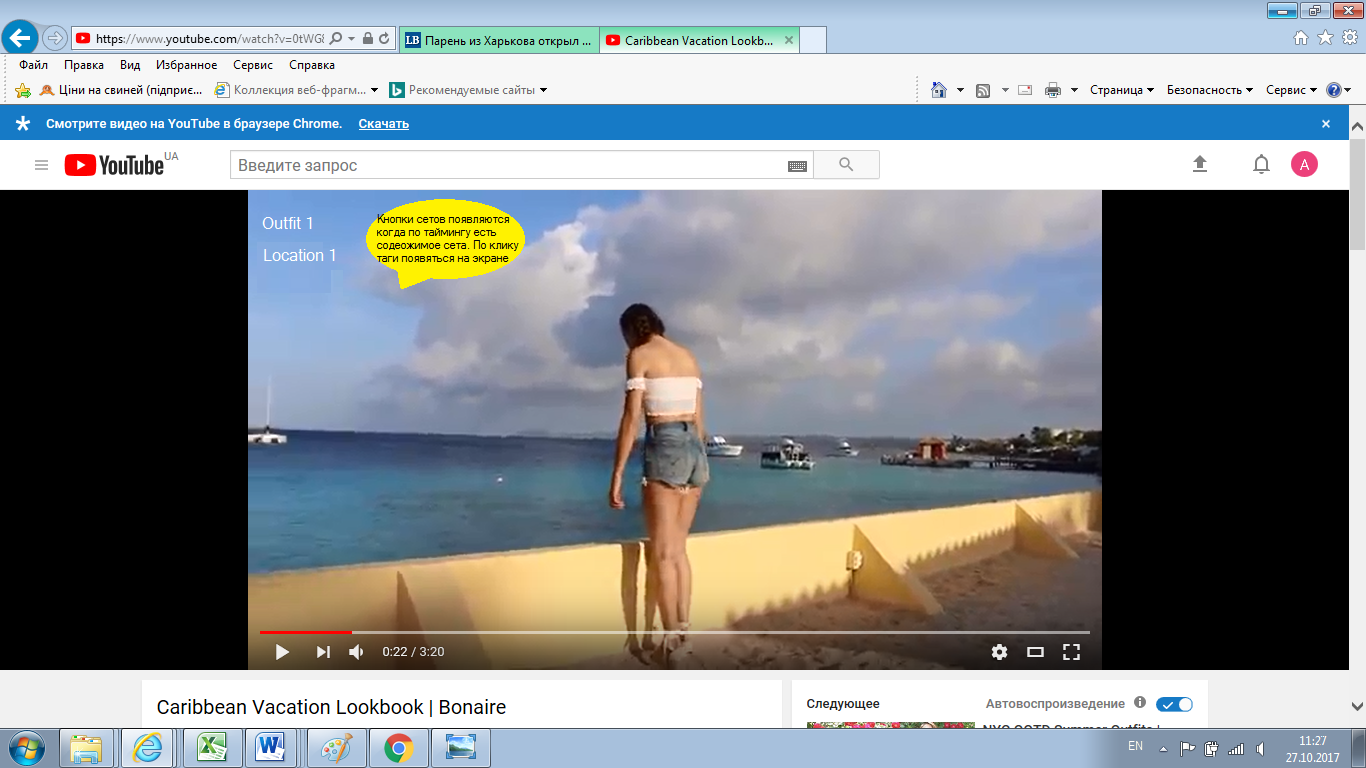 https://www.youtube.com/watch?v=0tWG
LB Парень из Харькова открыл ...
Caribbean Vacation Lookb...
Файл Правка Вид Избранное Сервис Справка
Ціни на свиней (підприє... Коллекция веб-фрагм... Рекомендуемые сайты
Страница Безопасность Сервис
Смотрите видео на YouTube в браузере Chrome. Скачать
YouTube UA
Введите запрос
A
Outfit 1
Location 1
Кнопки сетов появляются
когда по таймингу есть
содеожимое сета. По клику
таги появяться на экране
0:22 / 3:20
Caribbean Vacation Lookbook | Bonaire
Следующее
Автовоспроизведение
NYC OOTD Summer Outfits |
EN
11:27
27.10.2017